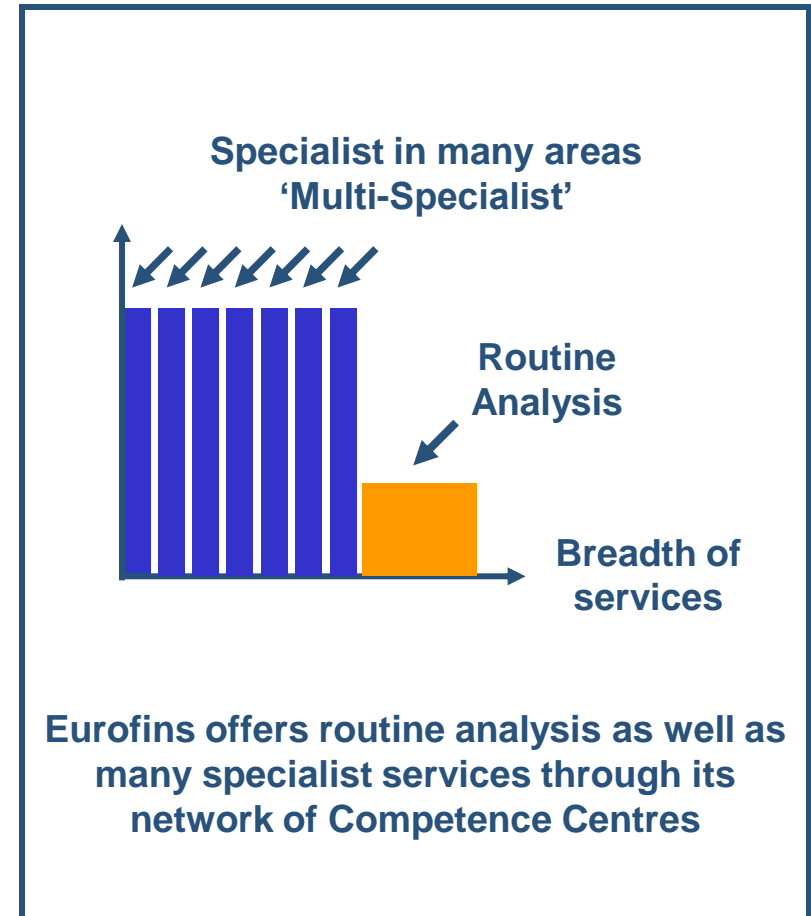 Specialist in many areas
‘Multi-Specialist’
Routine
Analysis
Breadth of
services
Eurofins offers routine analysis as well as
many specialist services through its
network of Competence Centres